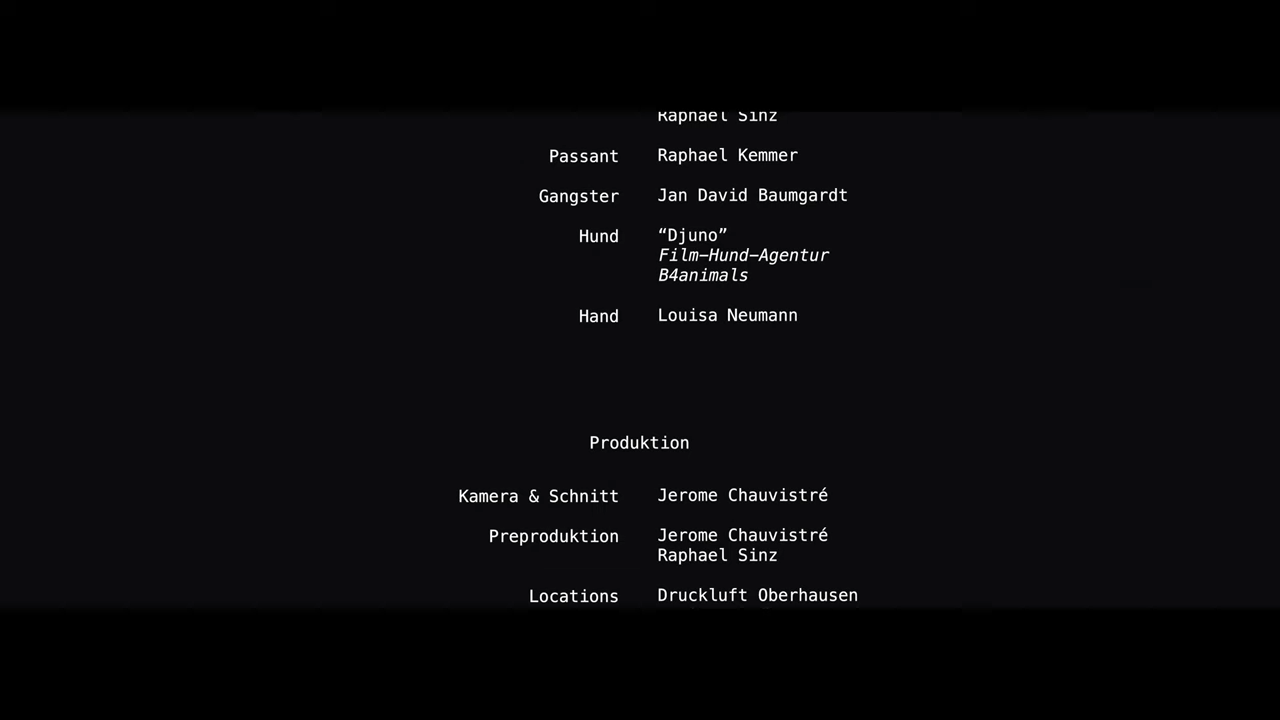 Raphael Sinz
Passant Raphael Kemmer
Gangster Jan David Baumgardt
Hund “Djuno”
Film-Hund-Agentur
B4animals
Hand Louisa Neumann
Produktion
Kamera & Schnitt Jerome Chauvistré
Preproduktion Jerome Chauvistré
Raphael Sinz
Locations Druckluft Oberhausen